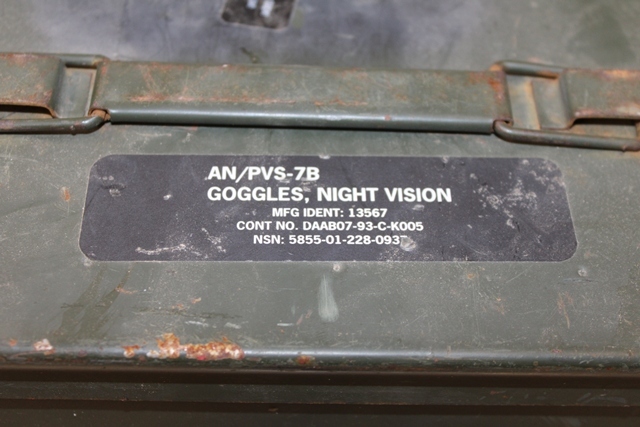 AN/PVS-7B
GOGGLES, NIGHT VISION
MFG IDENT: 13567
CONT NO. DAAB07-93-C-K005
NSN: 5855-01-228-093